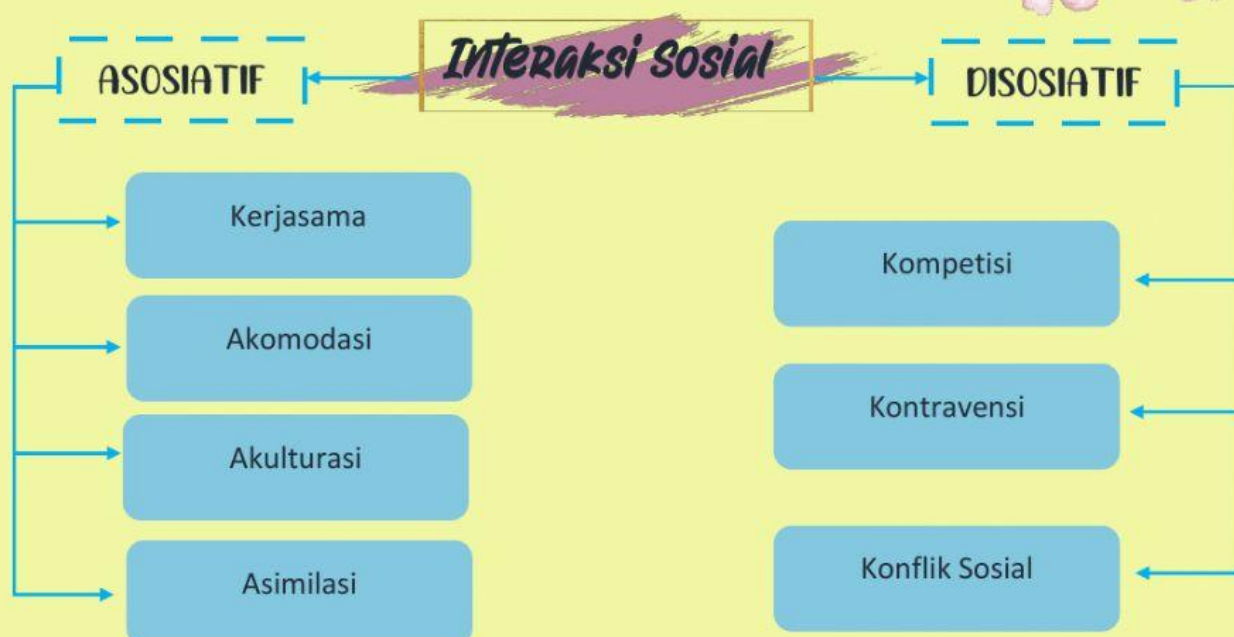 Interaksi Sosial
ASOSIATIF
DISOSIATIF
Kerjasama
Akomodasi
Akulturasi
Asimilasi
Kompetisi
Kontravensi
Konflik Sosial